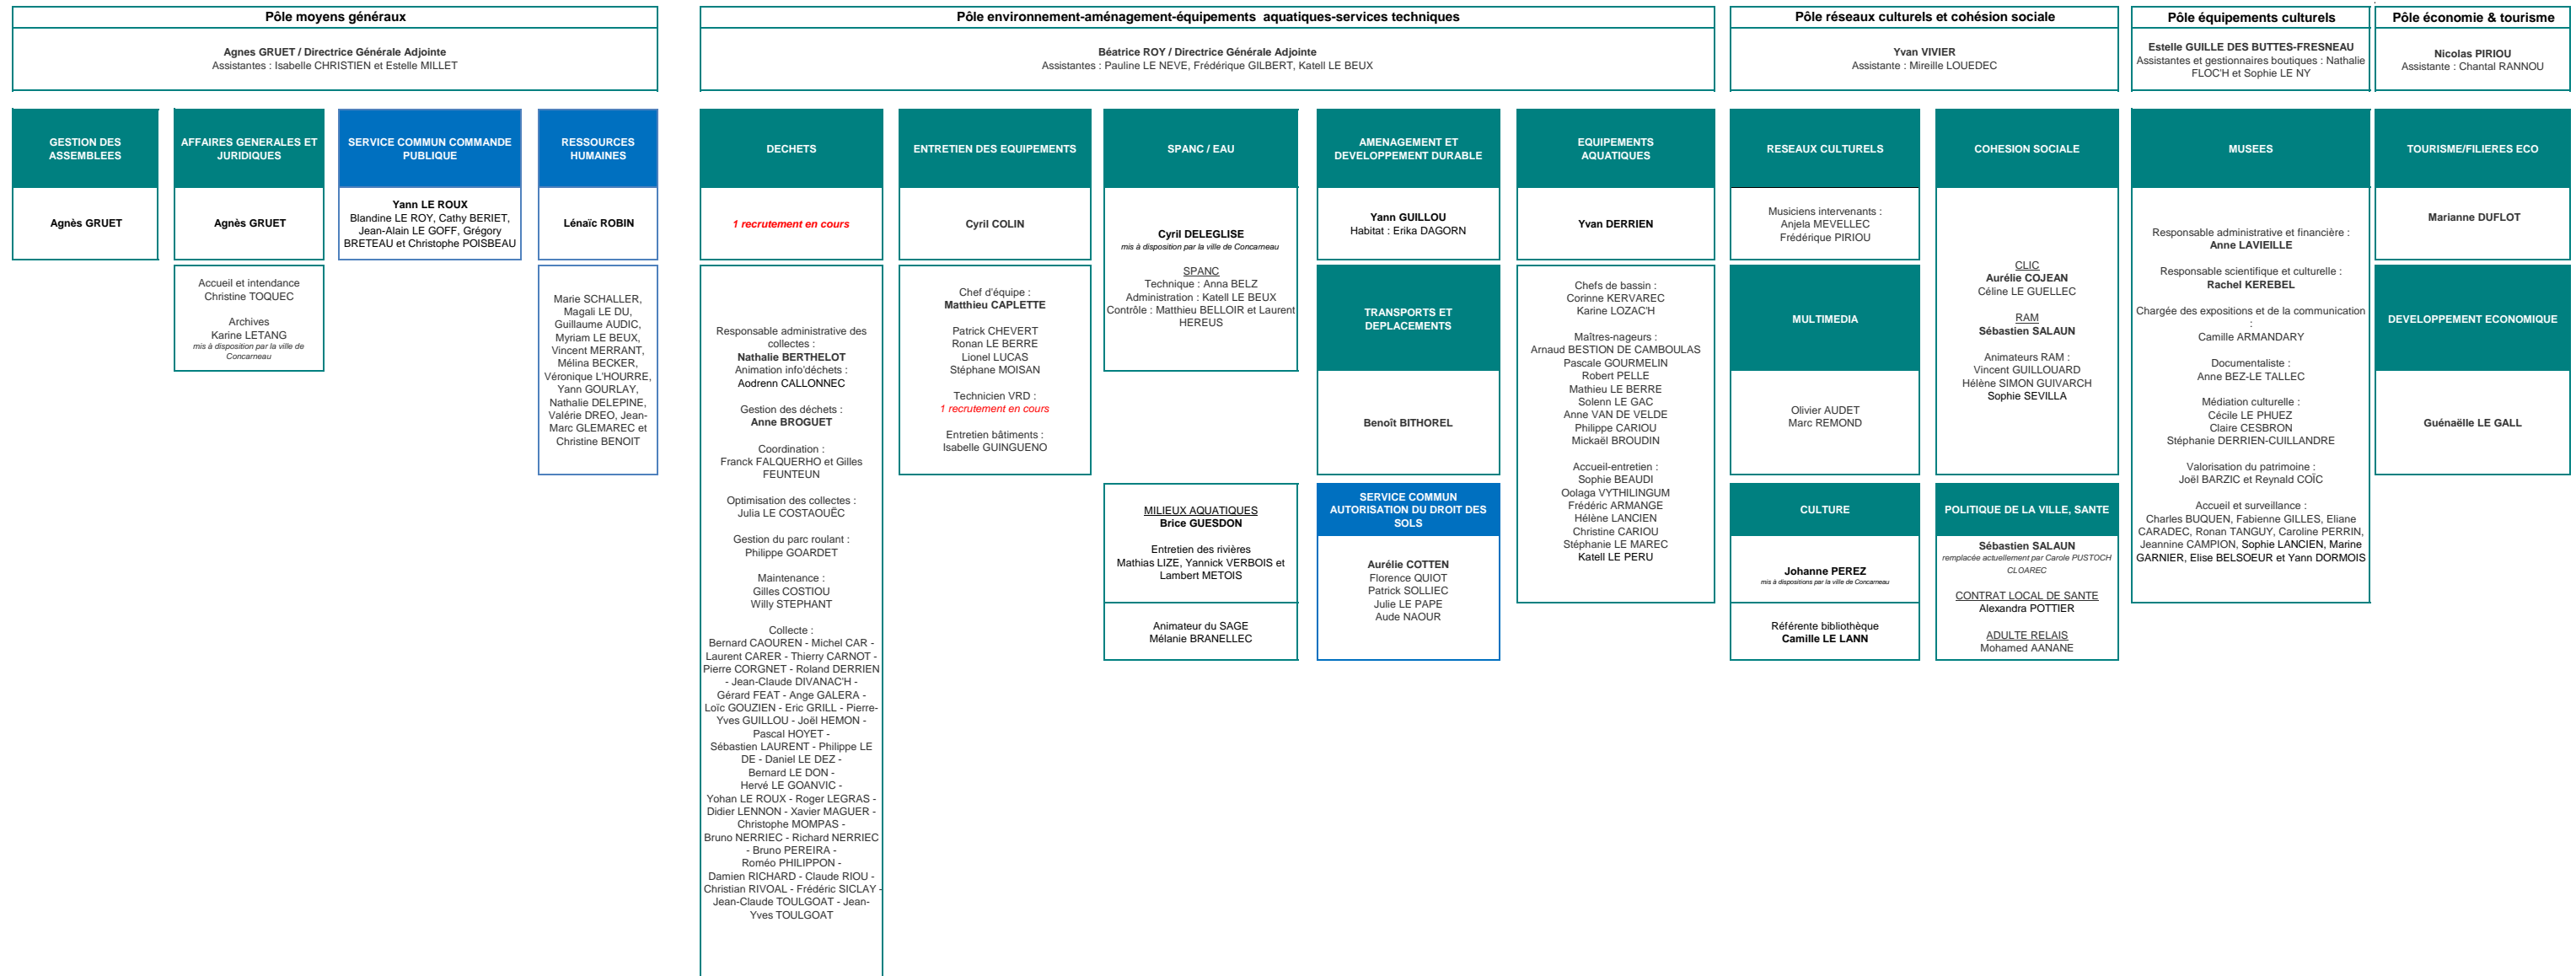 Pôle moyens généraux
Agnes GRUET / Directrice Générale Adjointe
Assistantes : Isabelle CHRISTIEN et Estelle MILLET
GESTION DES
ASSEMBLEES
Agnès GRUET
AFFAIRES GENERALES ET
JURIDIQUES
Agnès GRUET
Accueil et intendance
Christine TOQUEC
Archives
Karine LETANG
mis à disposition par la ville de
Concarneau
SERVICE COMMUN COMMANDE
PUBLIQUE
Yann LE ROUX
Blandine LE ROY, Cathy BERIET,
Jean-Alain LE GOFF, Grégory
BRETEAU et Christophe POISBEAU
RESSOURCES
HUMAINES
Lénaïc ROBIN
Marie SCHALLER,
Magali LE DU,
Guillaume AUDIC,
Myriam LE BEUX,
Vincent MERRANT,
Mélina BECKER,
Véronique L'HOURRE,
Yann GOURLAY,
Nathalie DELEPINE,
Valérie DREO, Jean-
Marc GLEMAREC et
Christine BENOIT
Pôle environnement-aménagement-équipements aquatiques-services techniques
Béatrice ROY / Directrice Générale Adjointe
Assistantes : Pauline LE NEVE, Frédérique GILBERT, Katell LE BEUX
DECHETS
1 recrutement en cours
Responsable administrative des
collectes :
Nathalie BERTHELOT
Animation info'déchets :
Aodrenn CALLONNEC
Gestion des déchets :
Anne BROGUET
Coordination :
Franck FALQUERHO et Gilles
FEUNTEUN
Optimisation des collectes :
Julia LE COSTAOUËC
Gestion du parc roulant :
Philippe GOARDET
Maintenance :
Gilles COSTIOU
Willy STEPHANT
Collecte :
Bernard CAOUREN - Michel CAR -
Laurent CARER - Thierry CARNOT -
Pierre CORGNET - Roland DERRIEN
- Jean-Claude DIVANAC'H -
Gérard FEAT - Ange GALERA -
Loïc GOUZIEN - Eric GRILL - Pierre-
Yves GUILLOU - Joël HEMON -
Pascal HOYET -
Sébastien LAURENT - Philippe LE
DE - Daniel LE DEZ -
Bernard LE DON -
Hervé LE GOANVIC -
Yohan LE ROUX - Roger LEGRAS -
Didier LENNON - Xavier MAGUER -
Christophe MOMPAS -
Bruno NERRIEC - Richard NERRIEC
- Bruno PEREIRA -
Roméo PHILIPPON -
Damien RICHARD - Claude RIOU -
Christian RIVOAL - Frédéric SICLAY -
Jean-Claude TOULGOAT - Jean-
Yves TOULGOAT
ENTRETIEN DES EQUIPEMENTS
Cyril COLIN
Chef d'équipe :
Matthieu CAPLETTE
Patrick CHEVERT
Ronan LE BERRE
Lionel LUCAS
Stéphane MOISAN
Technicien VRD :
1 recrutement en cours
Entretien bâtiments :
Isabelle GUINGUENO
SPANC / EAU
Cyril DELEGLISE
mis à disposition par la ville de Concarneau
SPANC
Technique : Anna BELZ
Administration : Katell LE BEUX
Contrôle : Matthieu BELLOIR et Laurent
HEREUS
MILIEUX AQUATIQUES
Brice GUESDON
Entretien des rivières
Mathias LIZE, Yannick VERBOIS et
Lambert METOIS
Animateur du SAGE
Mélanie BRANELLEC
AMENAGEMENT ET
DEVELOPPEMENT DURABLE
Yann GUILLOU
Habitat : Erika DAGORN
TRANSPORTS ET
DEPLACEMENTS
Benoît BITHOREL
SERVICE COMMUN
AUTORISATION DU DROIT DES
SOLS
Aurélie COTTEN
Florence QUIOT
Patrick SOLLIEC
Julie LE PAPE
Aude NAOUR
EQUIPEMENTS
AQUATIQUES
Yvan DERRIEN
Chefs de bassin :
Corinne KERVAREC
Karine LOZAC'H
Maîtres-nageurs :
Arnaud BESTION DE CAMBOULAS
Pascale GOURMELIN
Robert PELLE
Mathieu LE BERRE
Solenn LE GAC
Anne VAN DE VELDE
Philippe CARIOU
Mickaël BROUDIN
Accueil-entretien :
Sophie BEAUDI
Oolaga VYTHILINGUM
Frédéric ARMANGE
Hélène LANCIEN
Christine CARIOU
Stéphanie LE MAREC
Katell LE PERU
Pôle réseaux culturels et cohésion sociale
Yvan VIVIER
Assistante : Mireille LOUEDEC
RESEAUX CULTURELS
Musiciens intervenants :
Anjela MEVELLEC
Frédérique PIRIOU
MULTIMEDIA
Olivier AUDET
Marc REMOND
CULTURE
Johanne PEREZ
mis à dispositions par la ville de Concarneau
Référente bibliothèque
Camille LE LANN
COHESION SOCIALE
CLIC
Aurélie COJEAN
Céline LE GUELLEC
RAM
Sébastien SALAUN
Animateurs RAM :
Vincent GUILLOUARD
Hélène SIMON GUIVARCH
Sophie SEVILLA
POLITIQUE DE LA VILLE, SANTE
Sébastien SALAUN
remplacée actuellement par Carole PUSTOCH
CLOAREC
CONTRAT LOCAL DE SANTE
Alexandra POTTIER
ADULTE RELAIS
Mohamed AANANE
Pôle équipements culturels
Estelle GUILLE DES BUTTES-FRESNEAU
Assistantes et gestionnaires boutiques : Nathalie
FLOC'H et Sophie LE NY
MUSEES
Responsable administrative et financière :
Anne LAVIEILLE
Responsable scientifique et culturelle :
Rachel KEREBEL
Chargée des expositions et de la communication
:
Camille ARMANDARY
Documentaliste :
Anne BEZ-LE TALLEC
Médiation culturelle :
Cécile LE PHUEZ
Claire CESBRON
Stéphanie DERRIEN-CUILLANDRE
Valorisation du patrimoine :
Joël BARZIC et Reynald COÏC
Accueil et surveillance :
Charles BUQUEN, Fabienne GILLES, Eliane
CARADEC, Ronan TANGUY, Caroline PERRIN,
Jeannine CAMPION, Sophie LANCIEN, Marine
GARNIER, Elise BELSOEUR et Yann DORMOIS
Pôle économie & tourisme
Nicolas PIRIOU
Assistante : Chantal RANNOU
TOURISME/FILIERES ECO
Marianne DUFLOT
DEVELOPPEMENT ECONOMIQUE
Guénaëlle LE GALL